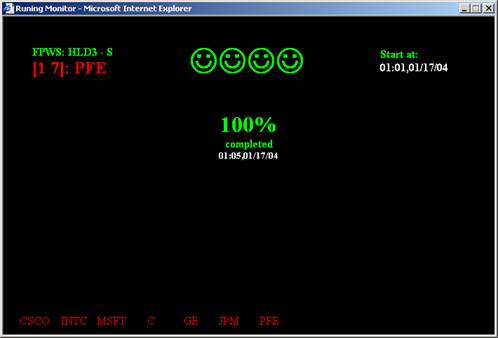 Runing Monitor - Microsoft Internet Explorer
FPWS: HLD3 - S
[1 7]: PFE
Start at:
01:01,01/17/04
100%
completed
01:05,01/17/04
CSCO INTC MSFT C GE JPM PFE